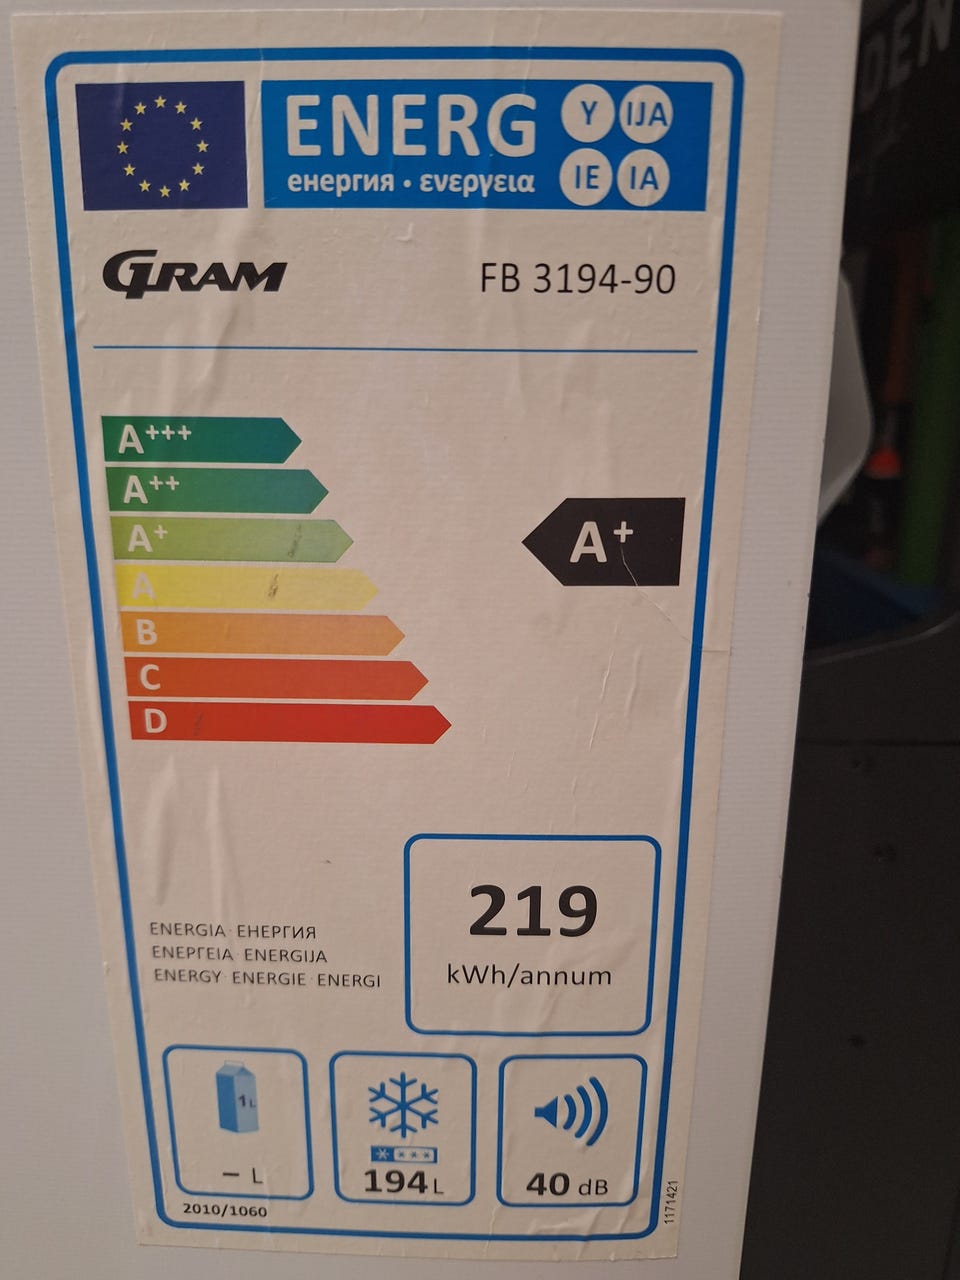 ENERG Y IJA
енергия · ενεργεια IE IA
GRAM FB 3194-90
A+++
A++
A+
A+
A
B
C
D
219
kWh/annum
ENERGIA · ЕНЕРГИЯ
ΕΝΕΡΓΕΙΑ · ENERGIJA
ENERGY · ENERGIE · ENERGI
1L
– L
194L
40 dB
2010/1060
1171421
DEN